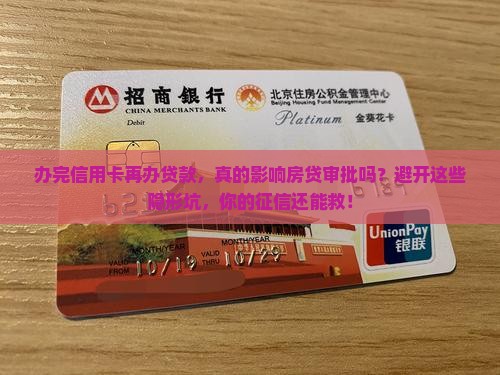 招商银行
CHINA MERCHANTS BANK
Debit
北京住房公积金管理中心
Beijing Housing Fund Management Center
Platinum 金葵花卡
办完信用卡再办贷款，真的影响房贷审批吗？避开这些
隐形坑，你的征信还能救！
MONTH/YEAR MONTH/YEAR
VALID FROM 10/19 VALID THRU 10/29
UnionPay
银联